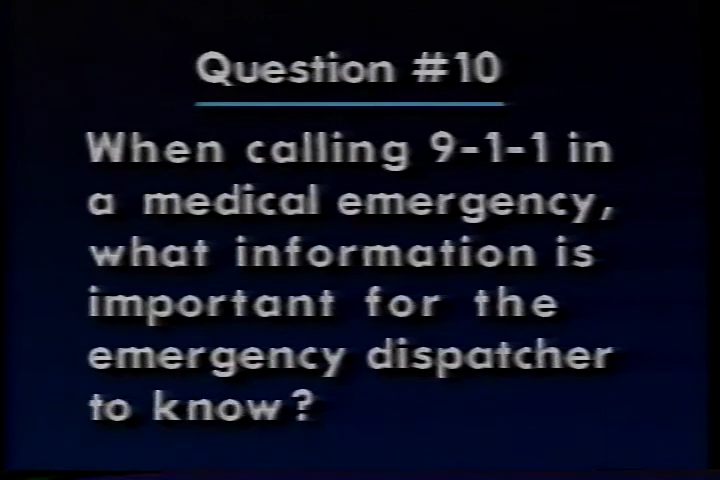 Question #10
When calling 9-1-1 in
a medical emergency,
what information is
important for the
emergency dispatcher
to know?